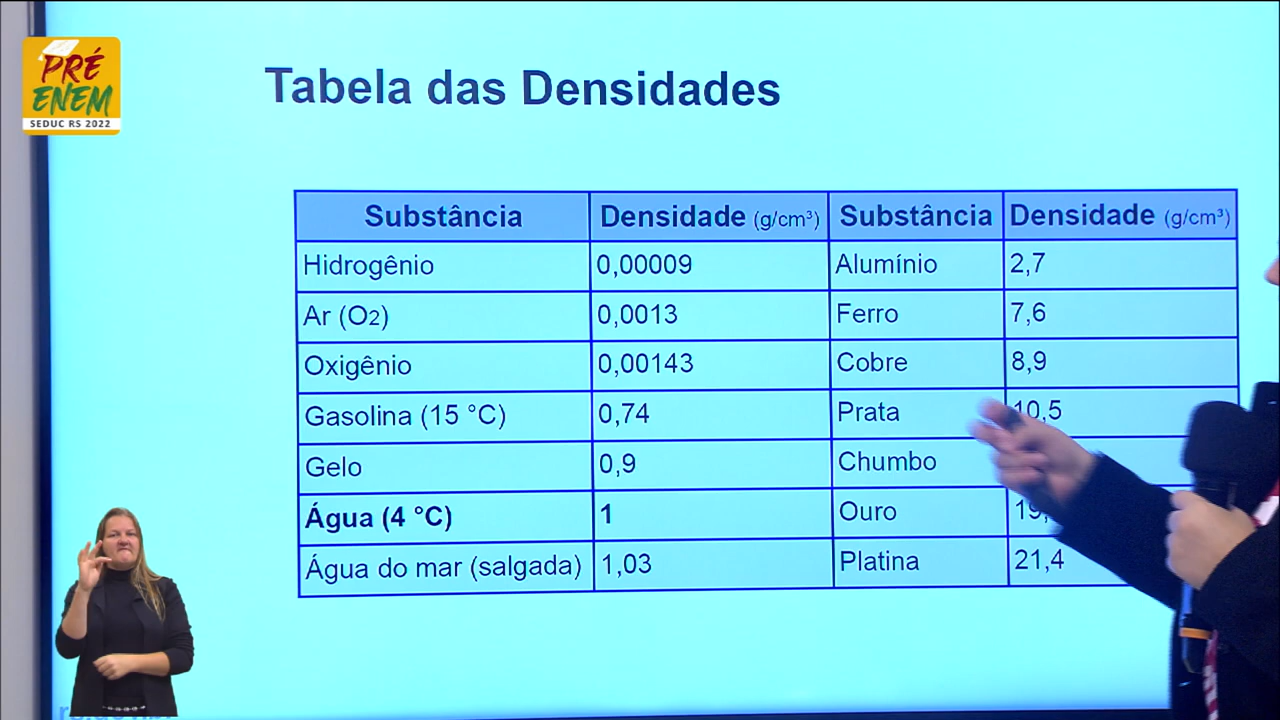 PRÉ
ENEM
SEDUC RS 2022
Tabela das Densidades
Substância Densidade (g/cm³) Substância Densidade (g/cm³)
Hidrogênio 0,00009 Alumínio 2,7
Ar (O2) 0,0013 Ferro 7,6
Oxigênio 0,00143 Cobre 8,9
Gasolina (15 °C) 0,74 Prata 10,5
Gelo 0,9 Chumbo
Água (4 °C) 1 Ouro 19,
Água do mar (salgada) 1,03 Platina 21,4